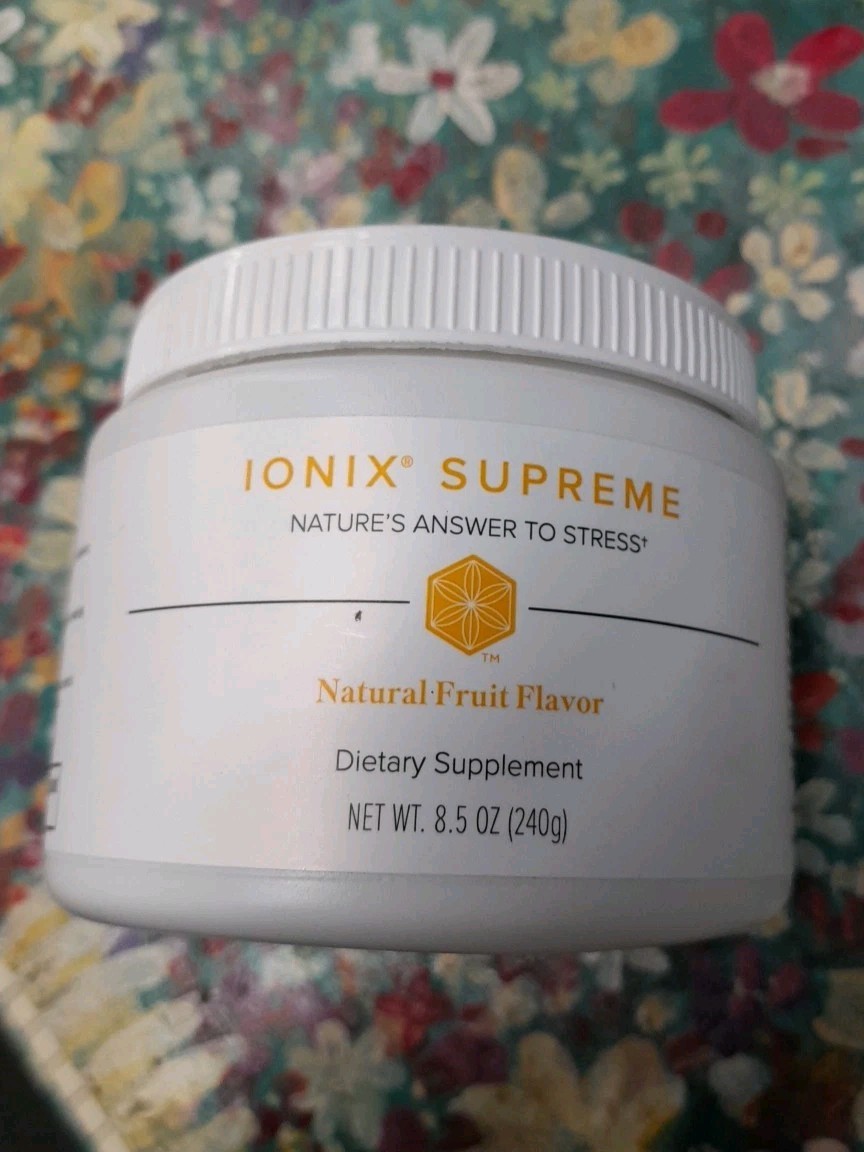 IONIX® SUPREME
NATURE'S ANSWER TO STRESS†
TM
Natural Fruit Flavor
Dietary Supplement
NET WT. 8.5 OZ (240g)